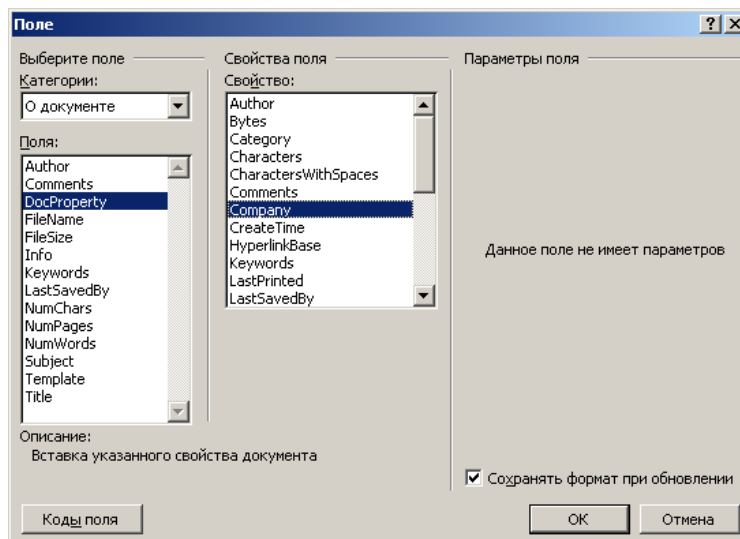 Поле
Выберите поле
Категории:
О документе
Поля:
Author
Comments
DocProperty
FileName
FileSize
Info
Keywords
LastSavedBy
NumChars
NumPages
NumWords
Subject
Template
Title
Свойства поля
Свойство:
Author
Bytes
Category
Characters
CharactersWithSpaces
Comments
Company
CreateTime
HyperlinkBase
Keywords
LastPrinted
LastSavedBy
Параметры поля
Данное поле не имеет параметров
Описание:
Вставка указанного свойства документа
Сохранять формат при обновлении
Коды поля
ОК
Отмена